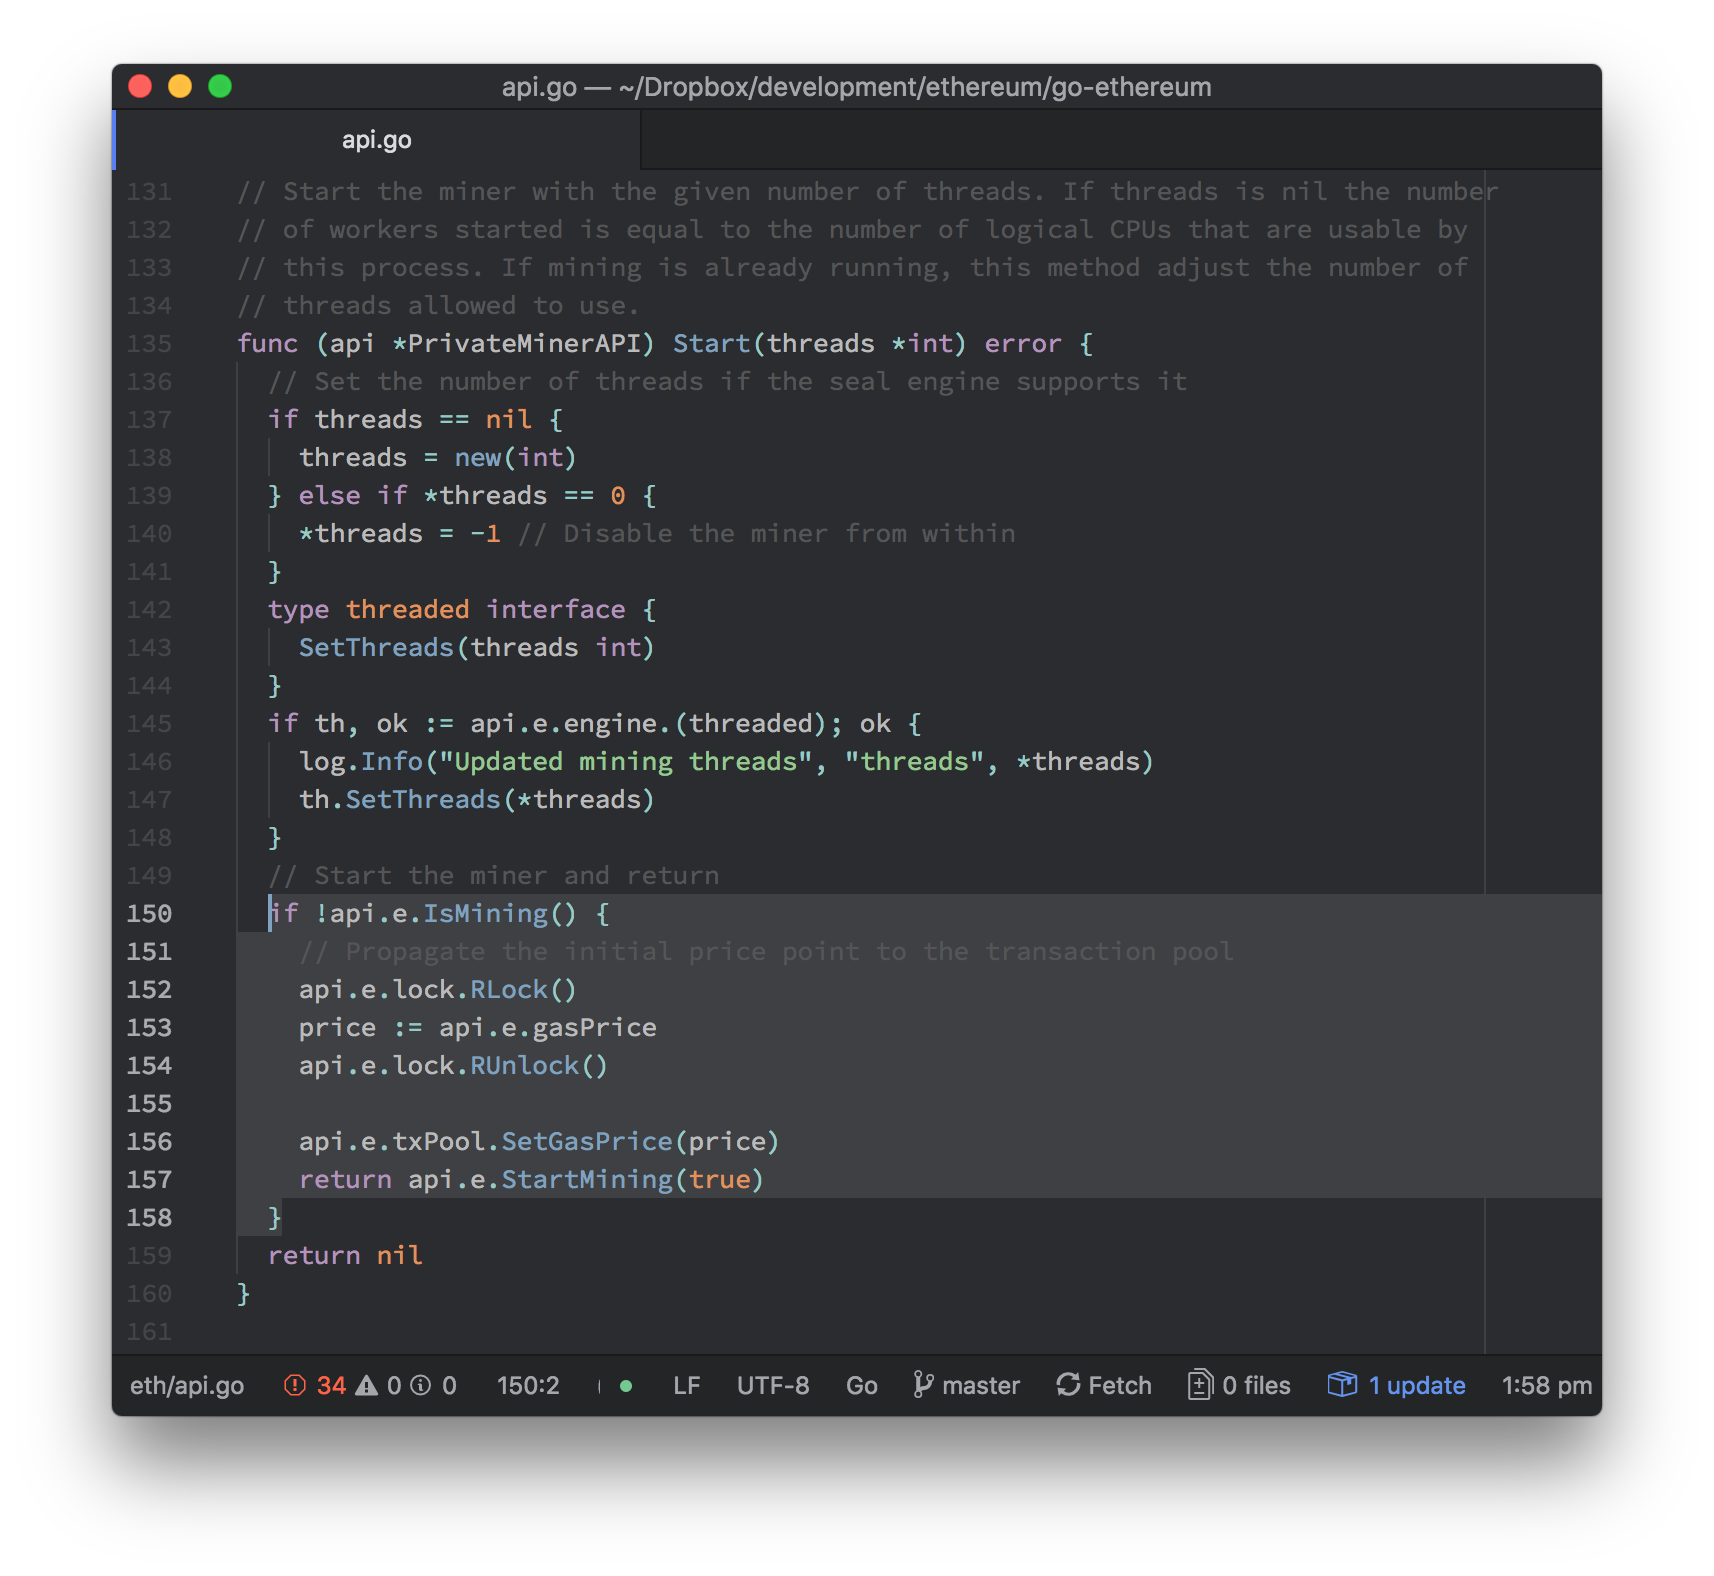 api.go — ~/Dropbox/development/ethereum/go-ethereum
api.go
131 // Start the miner with the given number of threads. If threads is nil the number
132 // of workers started is equal to the number of logical CPUs that are usable by
133 // this process. If mining is already running, this method adjust the number of
134 // threads allowed to use.
135 func (api *PrivateMinerAPI) Start(threads *int) error {
136 // Set the number of threads if the seal engine supports it
137 if threads == nil {
138 threads = new(int)
139 } else if *threads == 0 {
140 *threads = -1 // Disable the miner from within
141 }
142 type threaded interface {
143 SetThreads(threads int)
144 }
145 if th, ok := api.e.engine.(threaded); ok {
146 log.Info("Updated mining threads", "threads", *threads)
147 th.SetThreads(*threads)
148 }
149 // Start the miner and return
150 if !api.e.IsMining() {
151 // Propagate the initial price point to the transaction pool
152 api.e.lock.RLock()
153 price := api.e.gasPrice
154 api.e.lock.RUnlock()
155
156 api.e.txPool.SetGasPrice(price)
157 return api.e.StartMining(true)
158 }
159 return nil
160 }
161
eth/api.go 34 0 0 150:2 LF UTF-8 Go master Fetch 0 files 1 update 1:58 pm